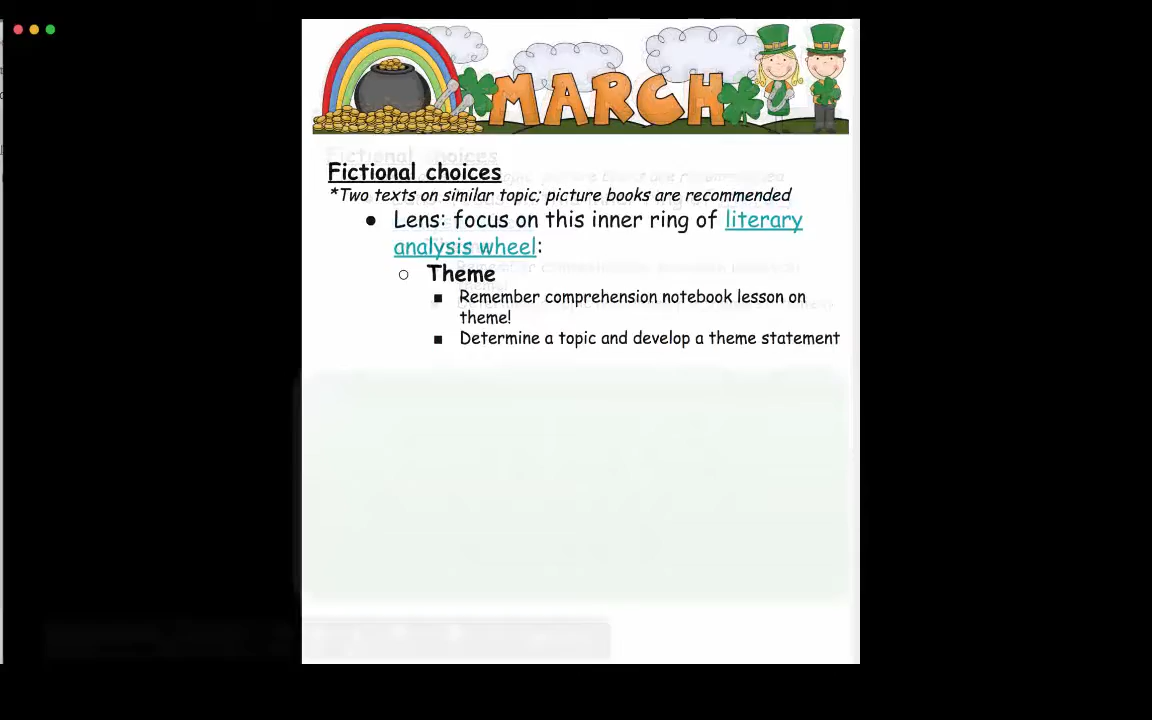 MARCH
Fictional choices
*Two texts on similar topic; picture books are recommended
● Lens: focus on this inner ring of literary
analysis wheel:
○ Theme
■ Remember comprehension notebook lesson on
theme!
■ Determine a topic and develop a theme statement